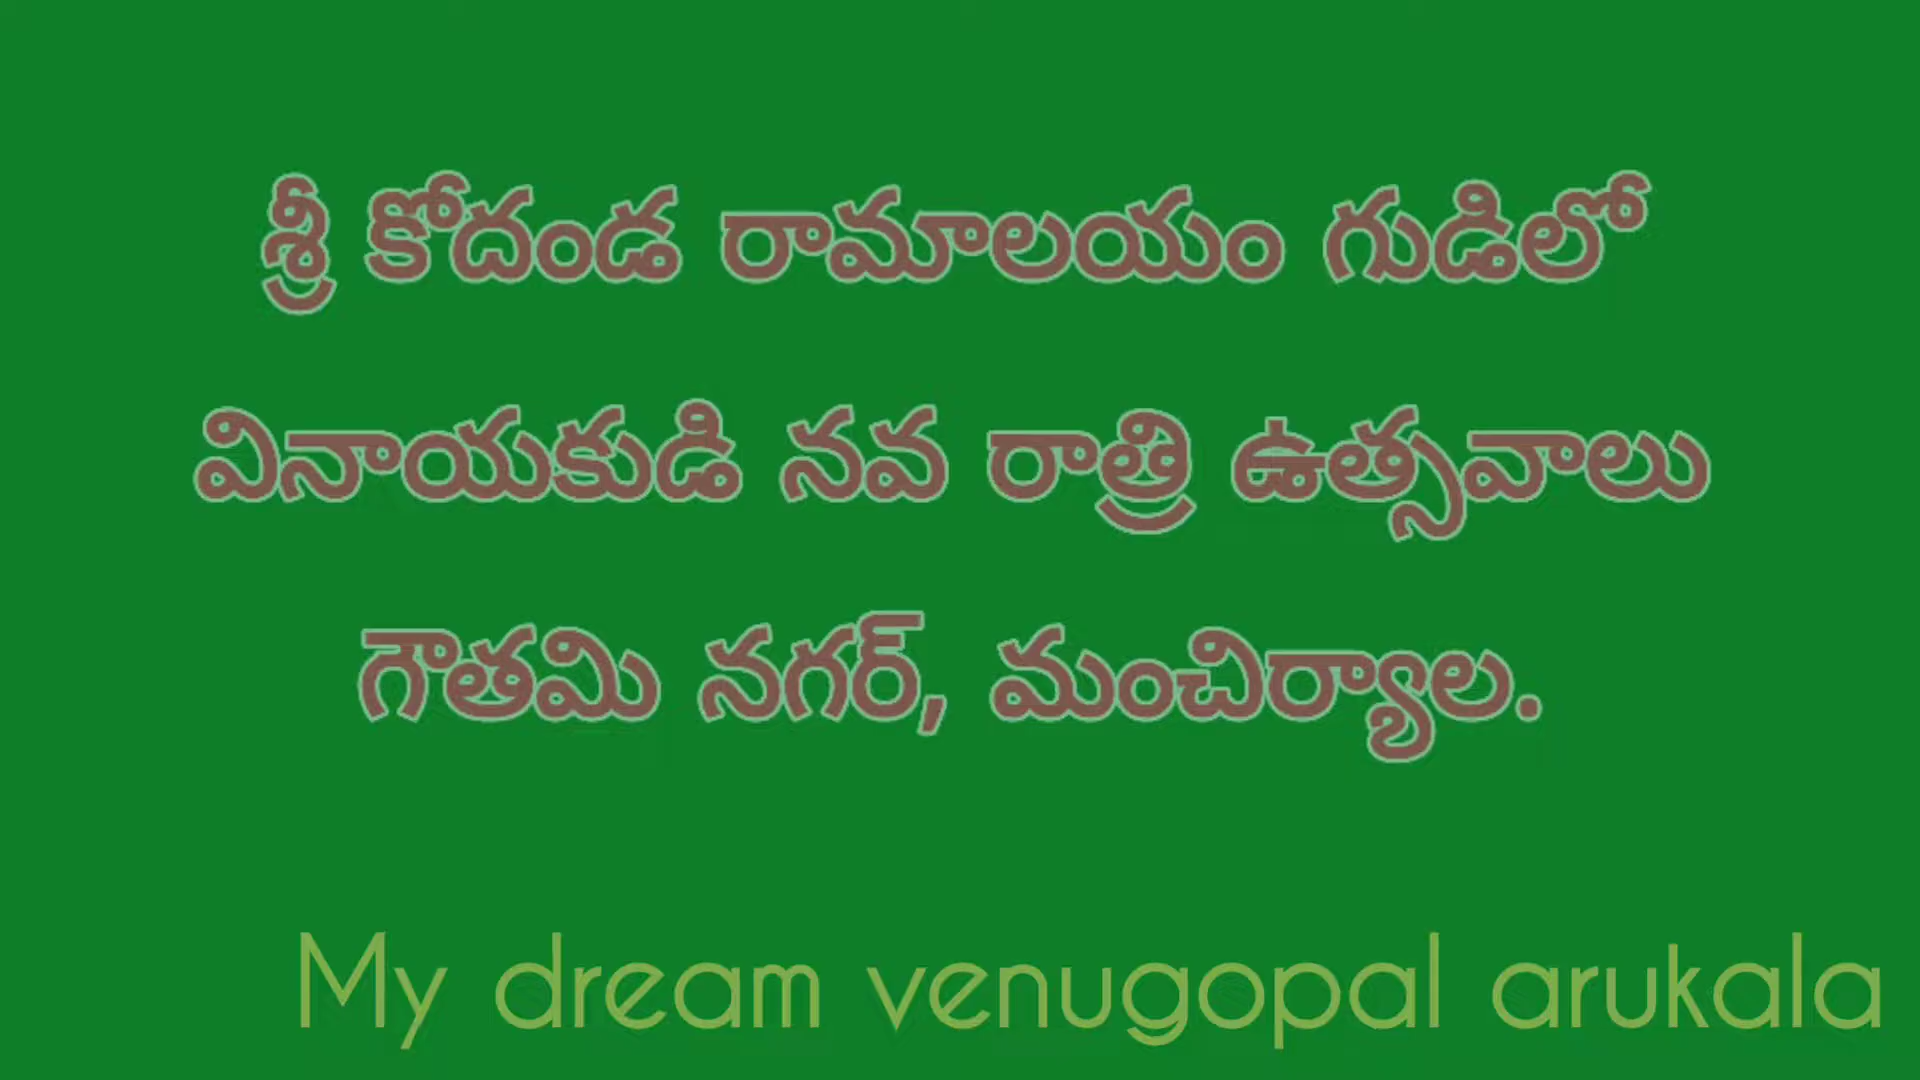 శ్రీ కోదండ రామాలయం గుడిలో
వినాయకుడి నవ రాత్రి ఉత్సవాలు
గౌతమి నగర్, మంచిర్యాల.
My dream venugopal arukala